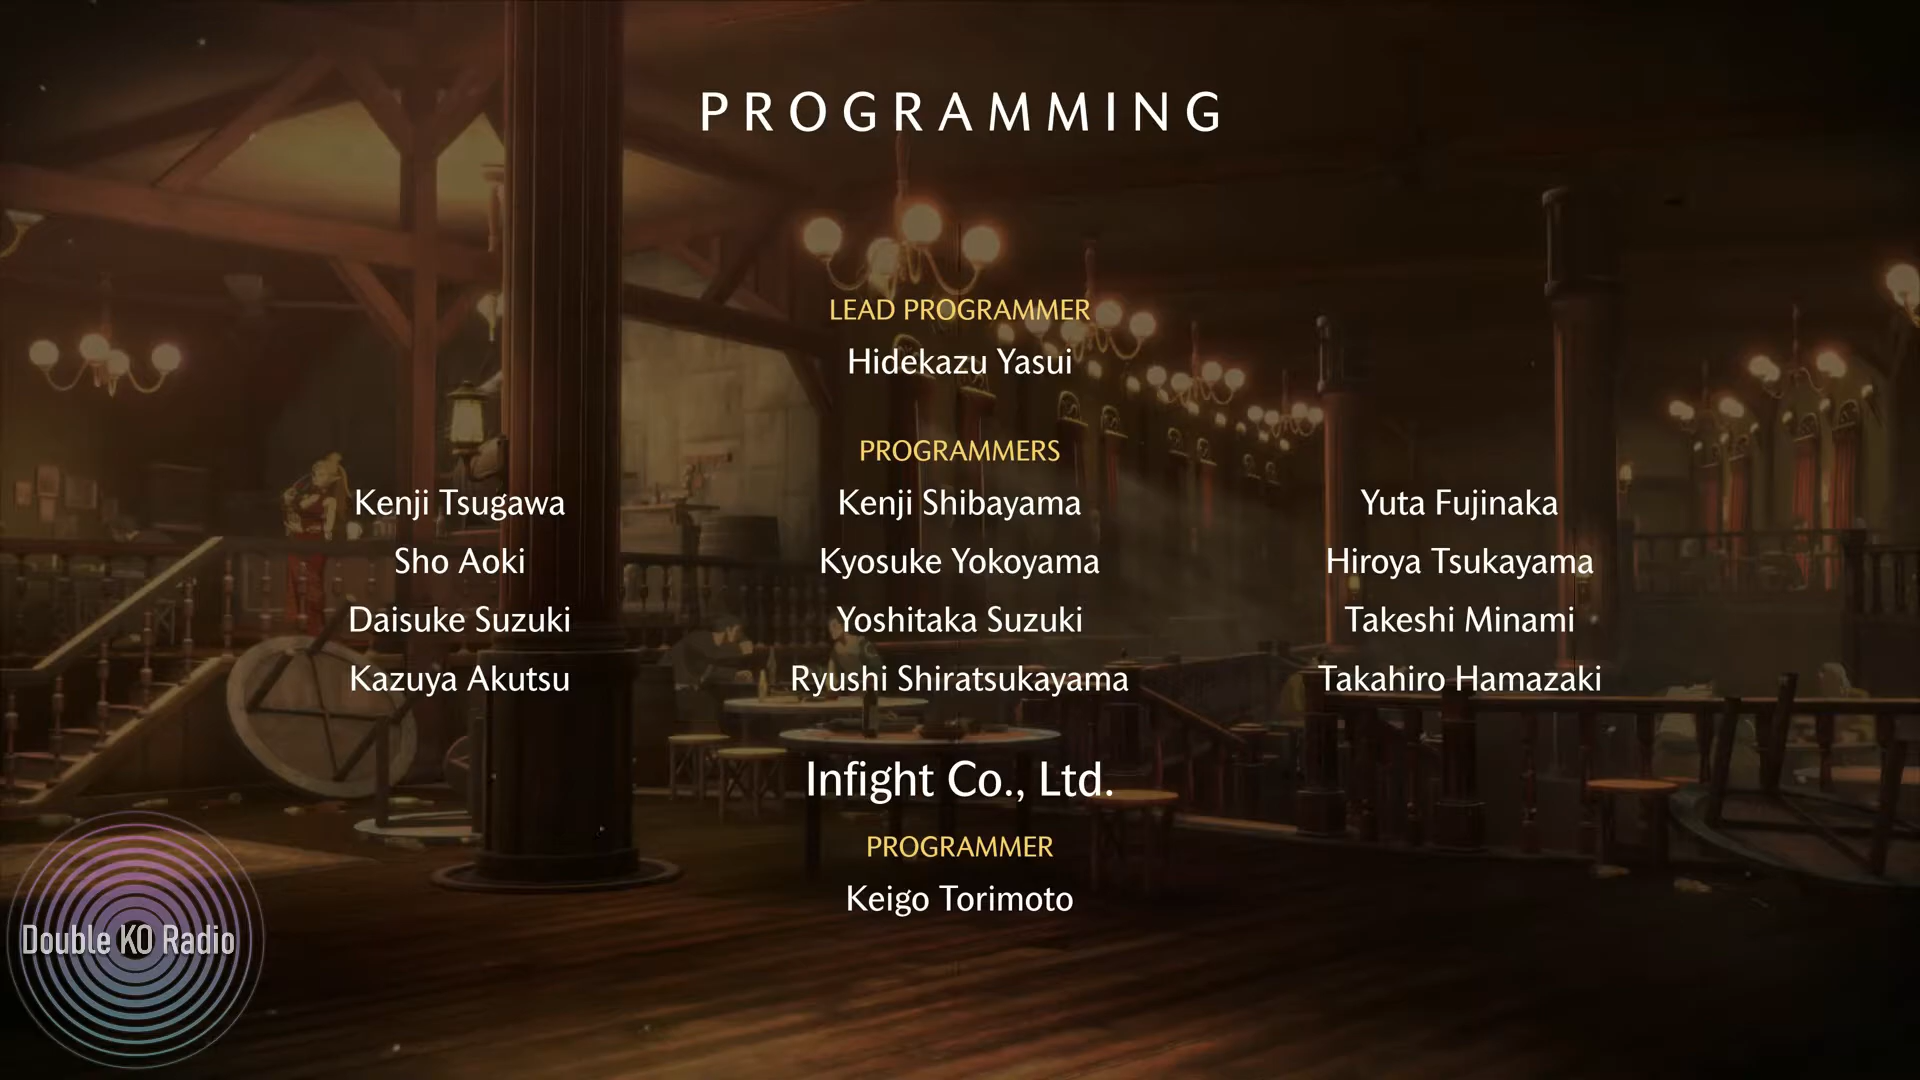 PROGRAMMING
LEAD PROGRAMMER
Hidekazu Yasui
PROGRAMMERS
Kenji Tsugawa Kenji Shibayama Yuta Fujinaka
Sho Aoki Kyosuke Yokoyama Hiroya Tsukayama
Daisuke Suzuki Yoshitaka Suzuki Takeshi Minami
Kazuya Akutsu Ryushi Shiratsukayama Takahiro Hamazaki
Infight Co., Ltd.
PROGRAMMER
Keigo Torimoto
Double KO Radio